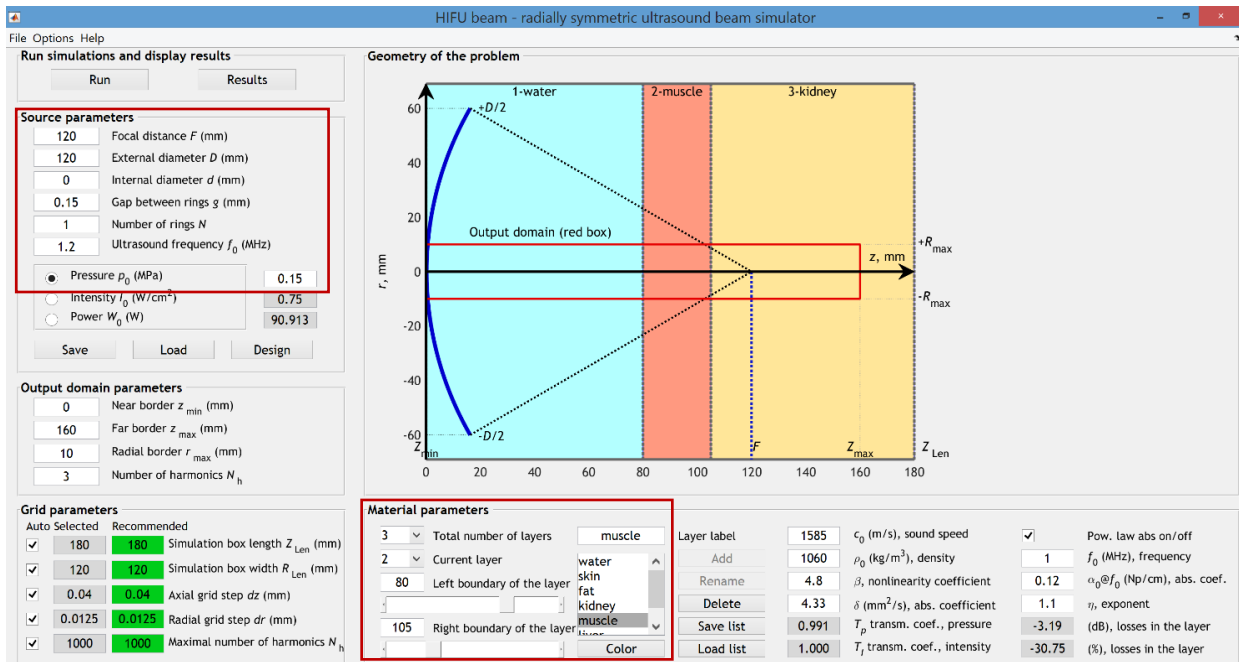 HIFU beam - radially symmetric ultrasound beam simulator
File Options Help
Run simulations and display results
Run Results
Source parameters
120 Focal distance F (mm)
120 External diameter D (mm)
0 Internal diameter d (mm)
0.15 Gap between rings g (mm)
1 Number of rings N
1.2 Ultrasound frequency f0 (MHz)
Pressure p0 (MPa) 0.15
Intensity I0 (W/cm2) 0.75
Power W0 (W) 90.913
Save Load Design
Output domain parameters
0 Near border z min (mm)
160 Far border z max (mm)
10 Radial border r max (mm)
3 Number of harmonics N h
Grid parameters
Auto Selected Recommended
180 180 Simulation box length Z Len (mm)
120 120 Simulation box width R Len (mm)
0.04 0.04 Axial grid step dz (mm)
0.0125 0.0125 Radial grid step dr (mm)
1000 1000 Maximal number of harmonics N h
Geometry of the problem
1-water 2-muscle 3-kidney
60 +D/2
40
20
Output domain (red box) +R max
r, mm 0 z, mm
-R max
-20
-40
-60 -D/2
Z min F Z max Z Len
0 20 40 60 80 100 120 140 160 180
Material parameters
3 Total number of layers muscle Layer label
2 Current layer
80 Left boundary of the layer
105 Right boundary of the layer
water
skin
fat
kidney
muscle
liver
Color
Add
Rename
Delete
Save list
Load list
1585 c0 (m/s), sound speed
1060 ρ0 (kg/m3), density
4.8 β, nonlinearity coefficient
4.33 δ (mm2/s), abs. coefficient
0.991 Tp transm. coef., pressure
1.000 TI transm. coef., intensity
Pow. law abs on/off
1 f0 (MHz), frequency
0.12 α0@f0 (Np/cm), abs. coef.
1.1 η, exponent
-3.19 (dB), losses in the layer
-30.75 (%), losses in the layer